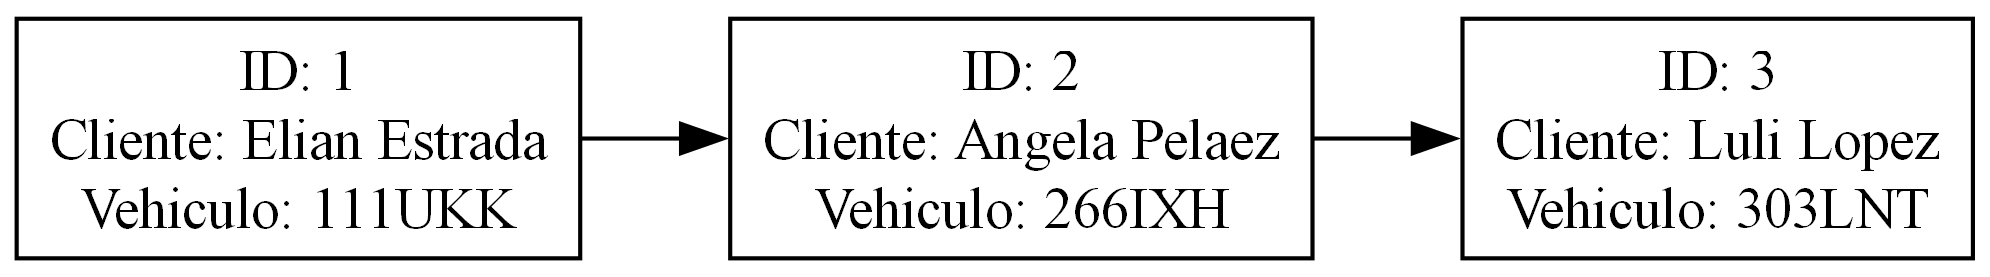 ID: 1
Cliente: Elian Estrada
Vehiculo: 111UKK
ID: 2
Cliente: Angela Pelaez
Vehiculo: 266IXH
ID: 3
Cliente: Luli Lopez
Vehiculo: 303LNT